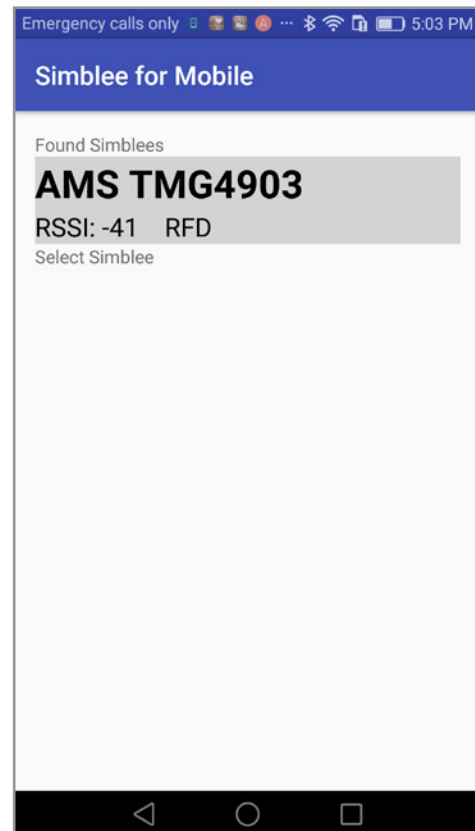 Emergency calls only ··· 5:03 PM
Simblee for Mobile
Found Simblees
AMS TMG4903
RSSI: -41 RFD
Select Simblee